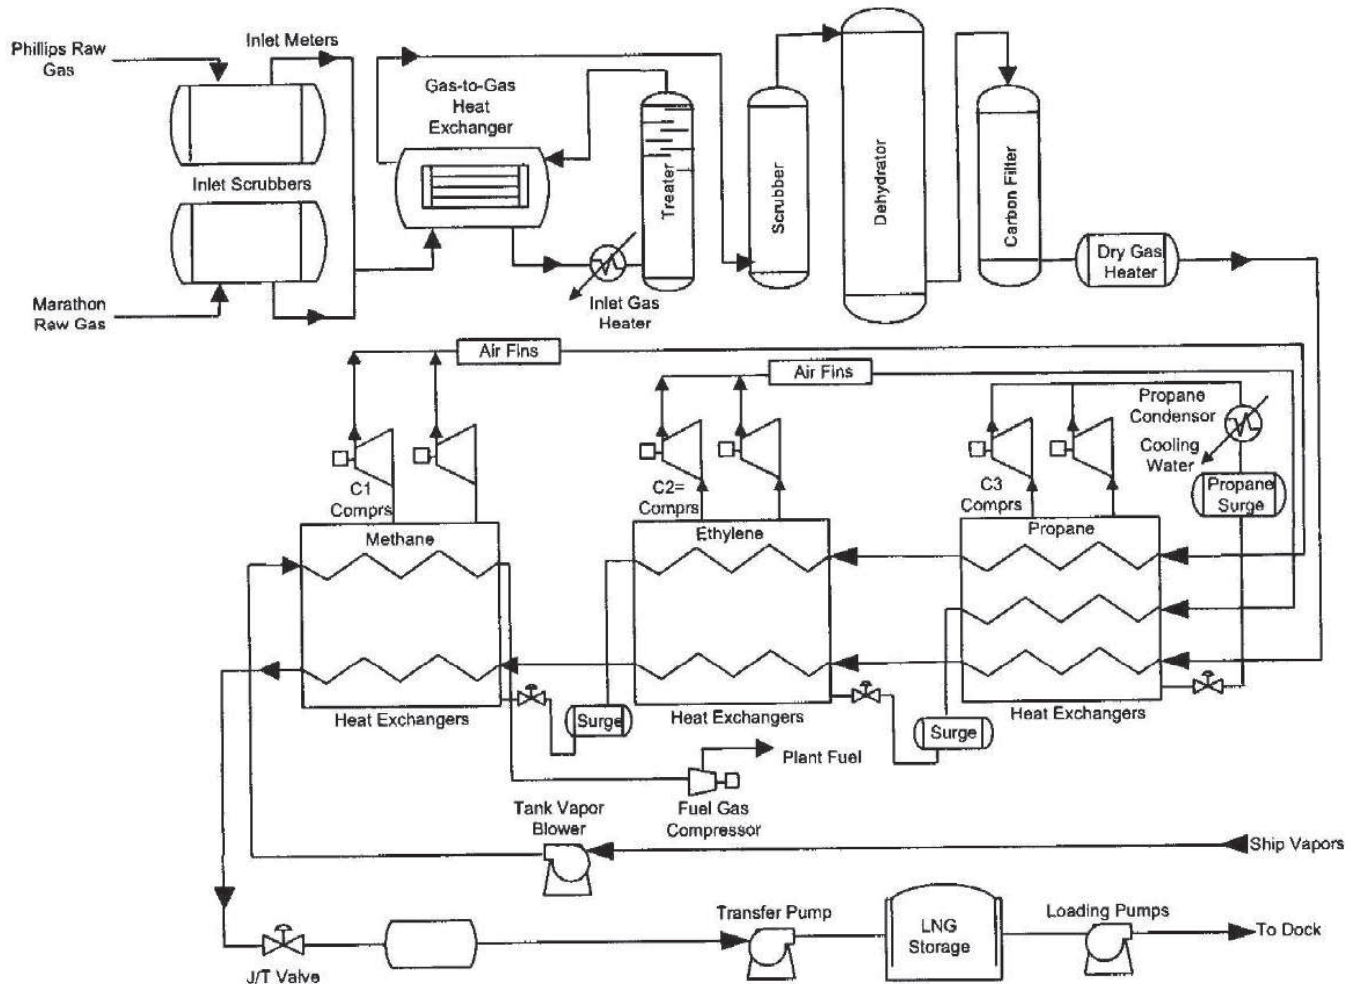 Phillips Raw
Gas
Inlet Meters
Inlet Scrubbers
Marathon
Raw Gas
Gas-to-Gas
Heat
Exchanger
Inlet Gas
Heater
Treater
Scrubber
Dehydrator
Carbon Filter
Dry Gas
Heater
Air Fins
Air Fins
Propane
Condensor
Cooling
Water
Propane
Surge
C1
Comprs
C2=
Comprs
C3
Comprs
Methane
Ethylene
Propane
Heat Exchangers
Surge
Heat Exchangers
Surge
Heat Exchangers
Plant Fuel
Fuel Gas
Compressor
Tank Vapor
Blower
Ship Vapors
J/T Valve
Transfer Pump
LNG
Storage
Loading Pumps
To Dock